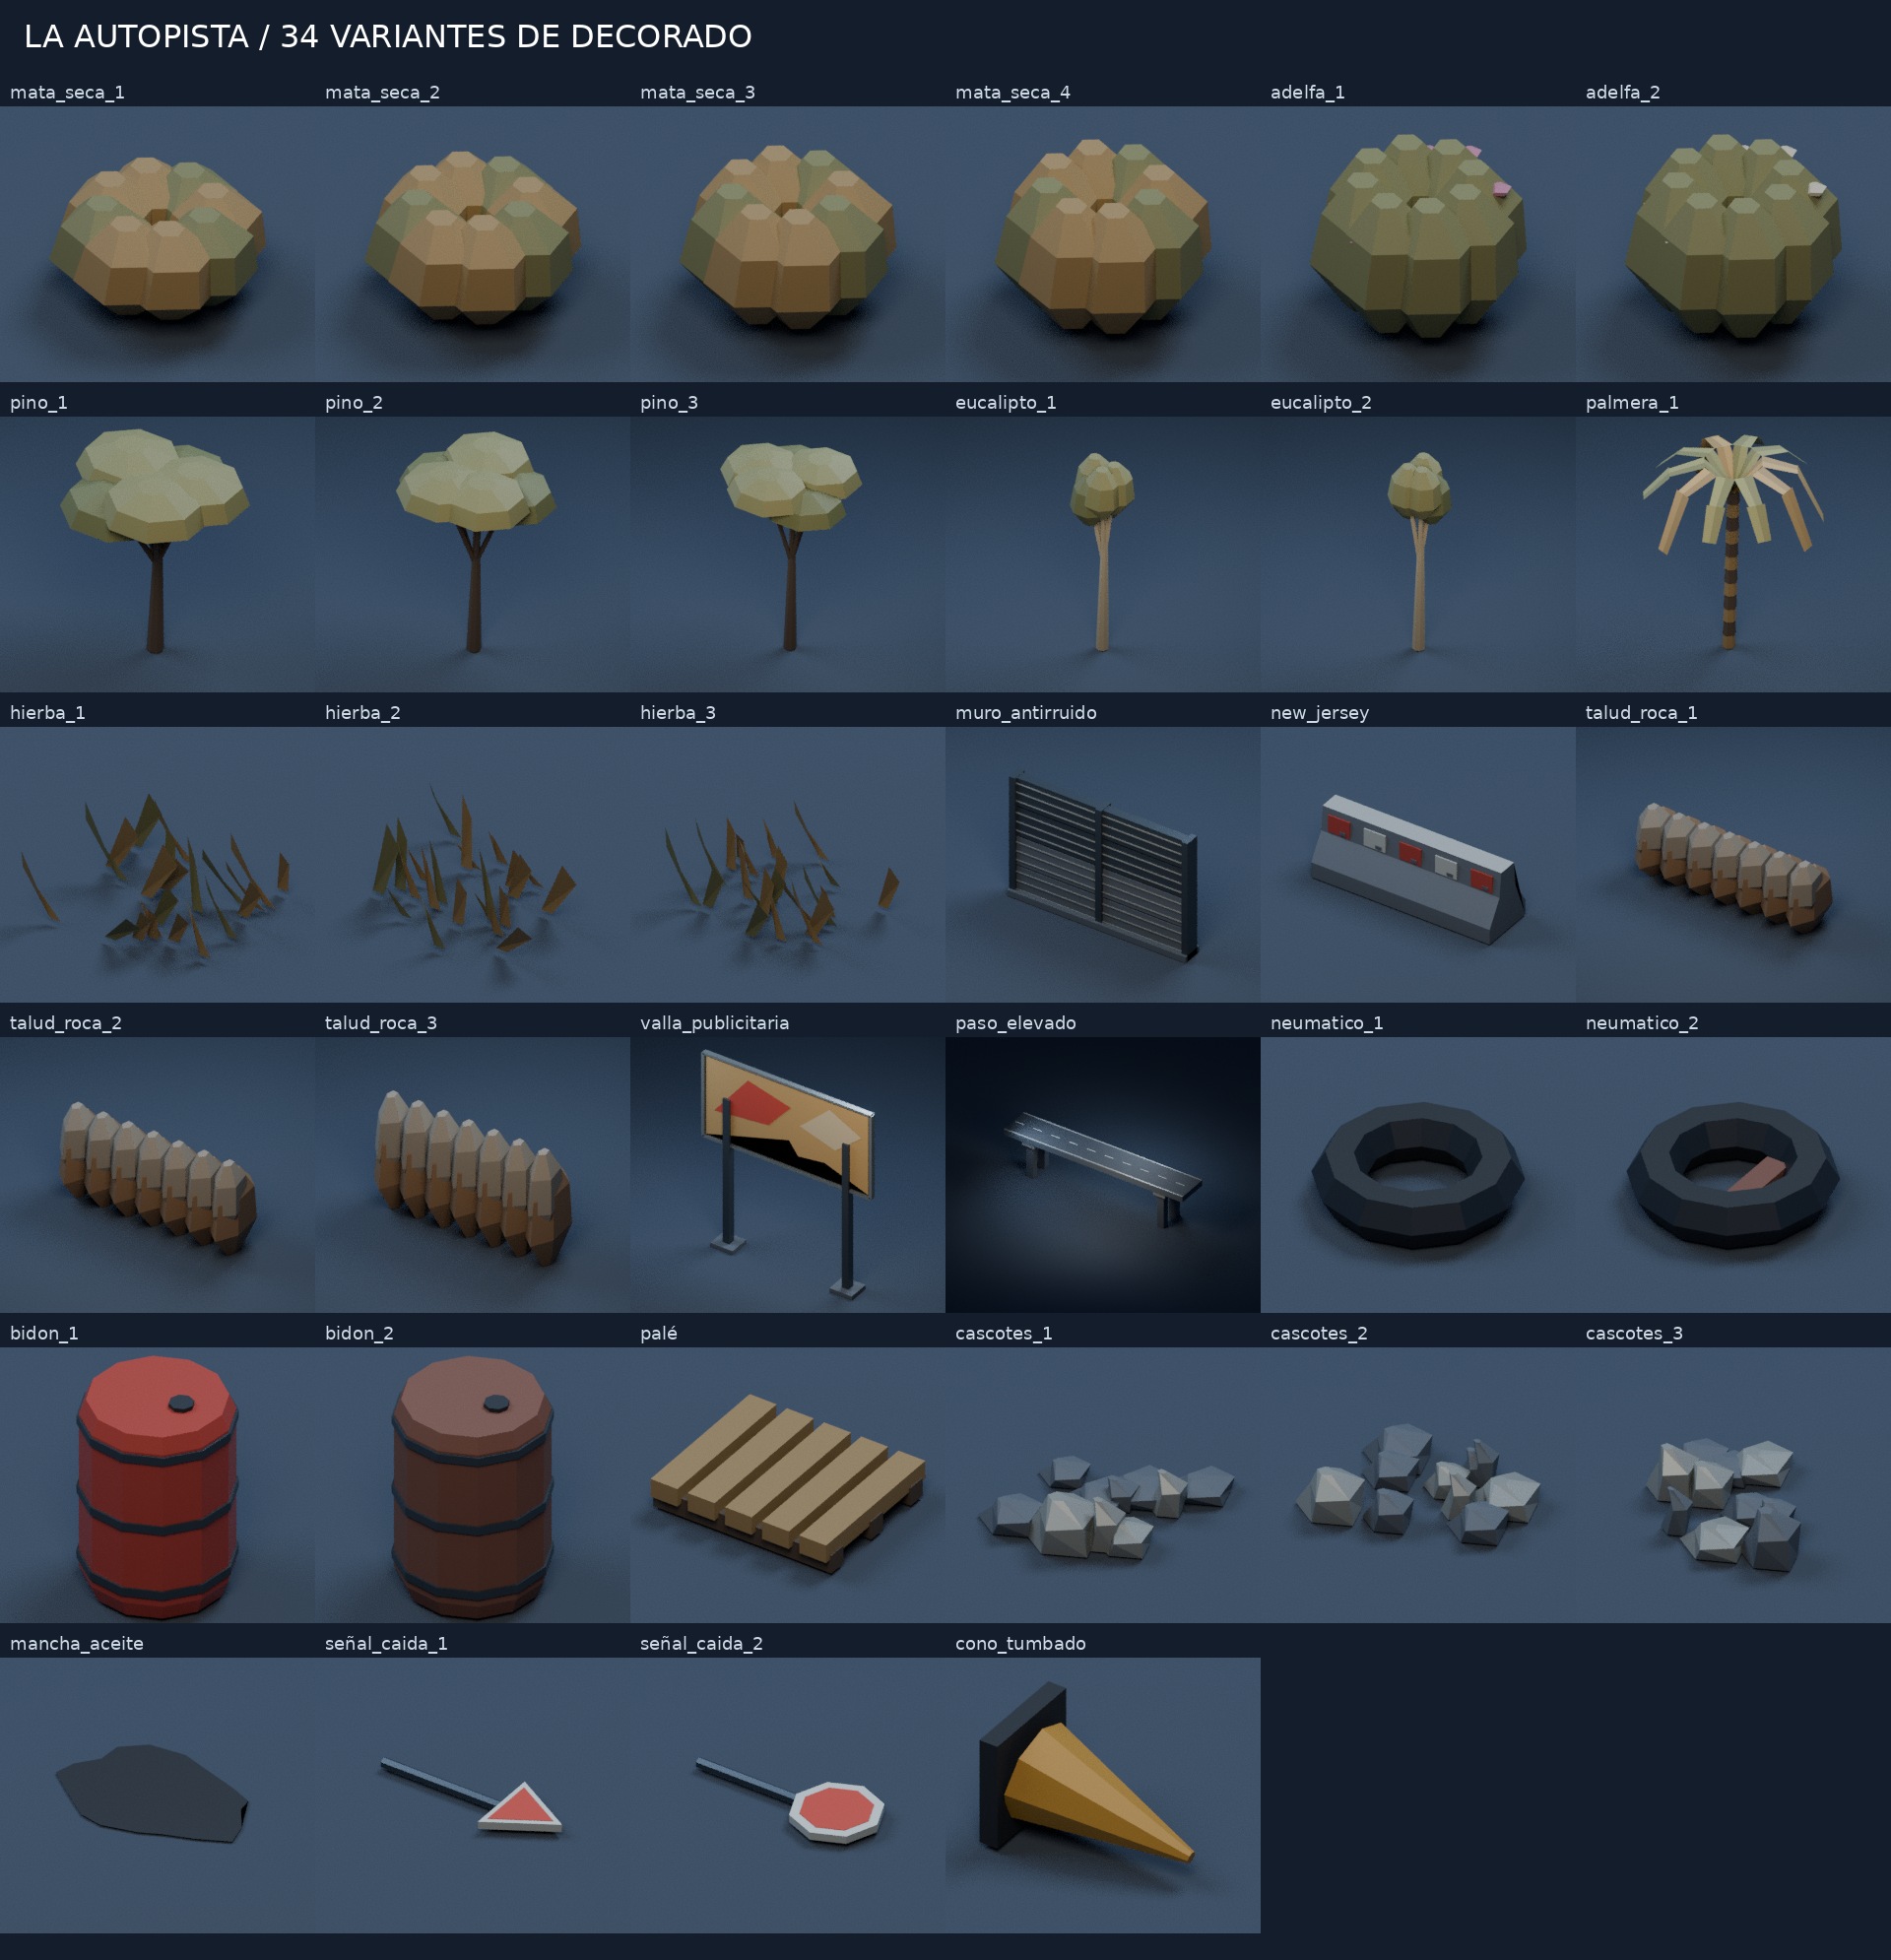 LA AUTOPISTA / 34 VARIANTES DE DECORADO
mata_seca_1
mata_seca_2
mata_seca_3
mata_seca_4
adelfa_1
adelfa_2
pino_1
pino_2
pino_3
eucalipto_1
eucalipto_2
palmera_1
hierba_1
hierba_2
hierba_3
muro_antirruido
new_jersey
talud_roca_1
talud_roca_2
talud_roca_3
valla_publicitaria
paso_elevado
neumatico_1
neumatico_2
bidon_1
bidon_2
palé
cascotes_1
cascotes_2
cascotes_3
mancha_aceite
señal_caida_1
señal_caida_2
cono_tumbado